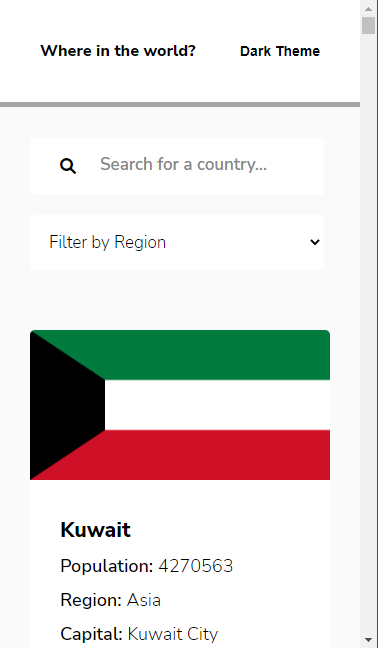 Where in the world? Dark Theme
Search for a country...
Filter by Region
Kuwait
Population: 4270563
Region: Asia
Capital: Kuwait City